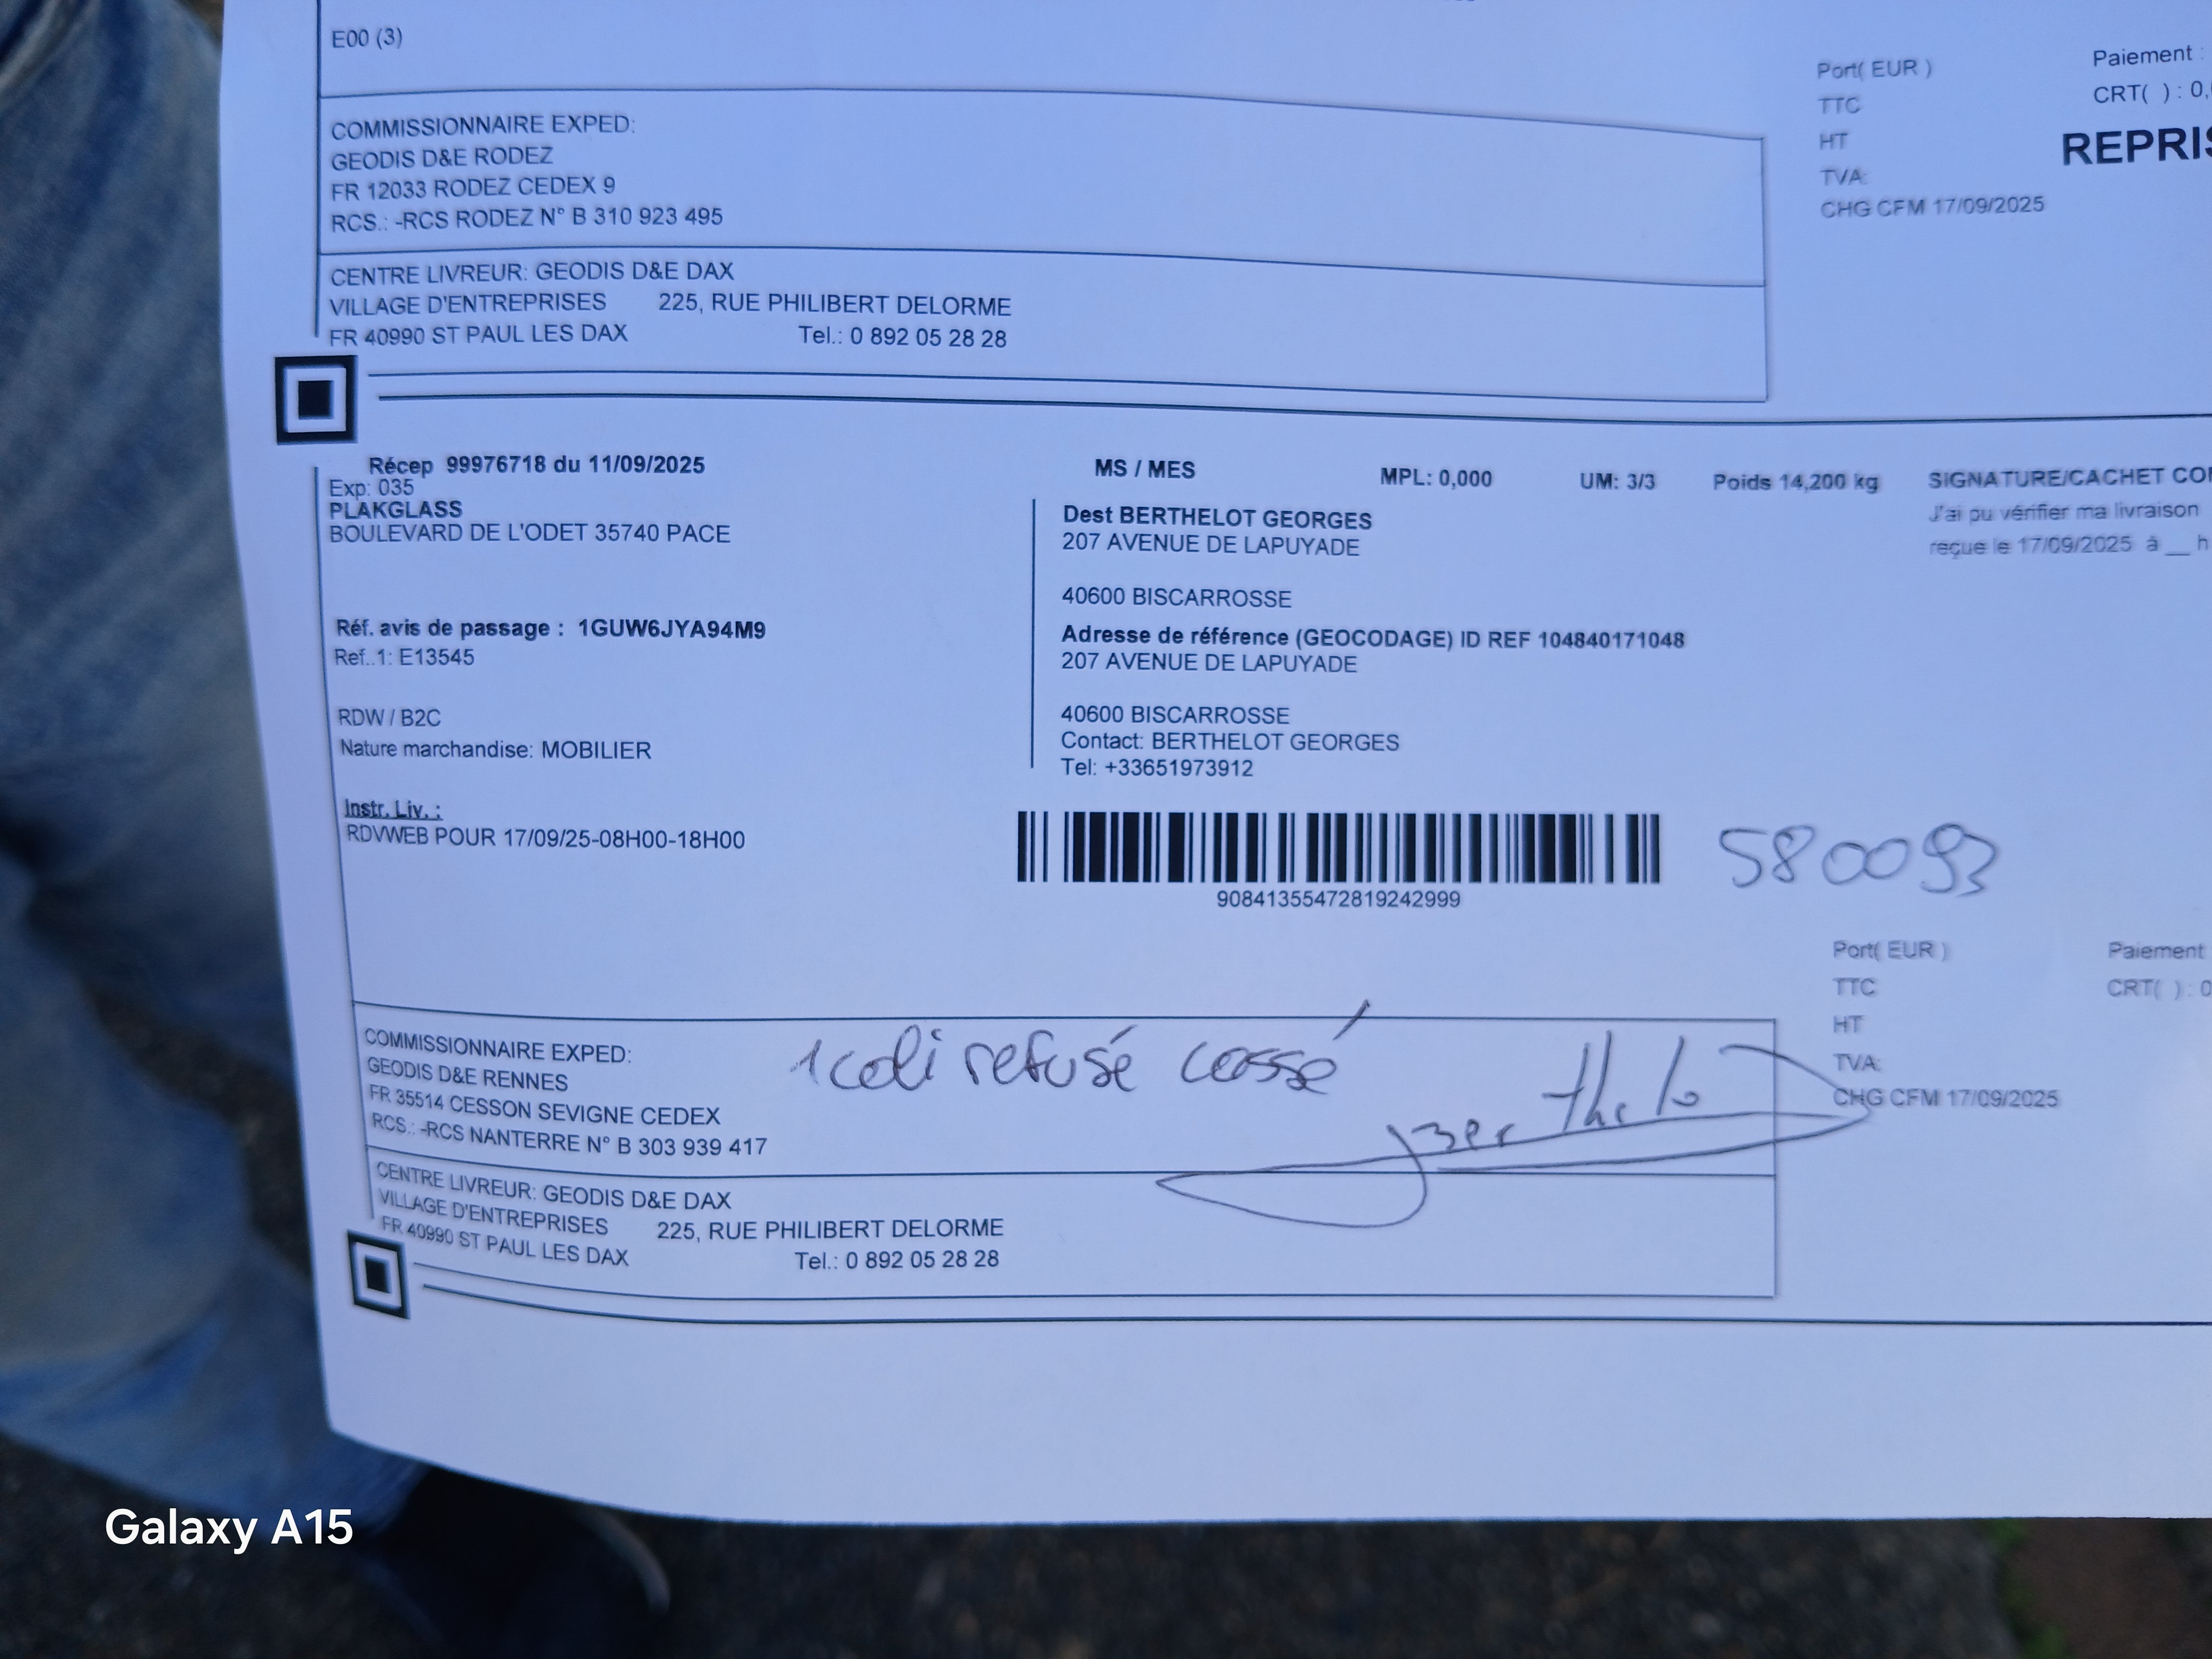 E00 (3)
Port( EUR )
Paiement :
TTC
CRT( ) : 0,
HT
REPRIS
TVA:
CHG CFM 17/09/2025
COMMISSIONNAIRE EXPED:
GEODIS D&E RODEZ
FR 12033 RODEZ CEDEX 9
RCS.: -RCS RODEZ N° B 310 923 495
CENTRE LIVREUR: GEODIS D&E DAX
VILLAGE D'ENTREPRISES 225, RUE PHILIBERT DELORME
FR 40990 ST PAUL LES DAX Tel.: 0 892 05 28 28
Récep 99976718 du 11/09/2025
MS / MES MPL: 0,000 UM: 3/3 Poids 14,200 kg
Exp: 035
PLAKGLASS
BOULEVARD DE L'ODET 35740 PACE
Réf. avis de passage : 1GUW6JYA94M9
Ref..1: E13545
RDW / B2C
Nature marchandise: MOBILIER
Instr. Liv. :
RDVWEB POUR 17/09/25-08H00-18H00
Dest BERTHELOT GEORGES
207 AVENUE DE LAPUYADE
40600 BISCARROSSE
Adresse de référence (GEOCODAGE) ID REF 104840171048
207 AVENUE DE LAPUYADE
40600 BISCARROSSE
Contact: BERTHELOT GEORGES
Tel: +33651973912
90841355472819242999
SIGNATURE/CACHET CO
J'ai pu vérifier ma livraison
reçue le 17/09/2025 à __ h
580093
Port( EUR )
Paiement
TTC
CRT( ) : 0
HT
TVA:
CHG CFM 17/09/2025
1 coli refusé cassé
COMMISSIONNAIRE EXPED:
GEODIS D&E RENNES
FR 35514 CESSON SEVIGNE CEDEX
RCS.: -RCS NANTERRE N° B 303 939 417
CENTRE LIVREUR: GEODIS D&E DAX
VILLAGE D'ENTREPRISES 225, RUE PHILIBERT DELORME
FR 40990 ST PAUL LES DAX Tel.: 0 892 05 28 28
Galaxy A15